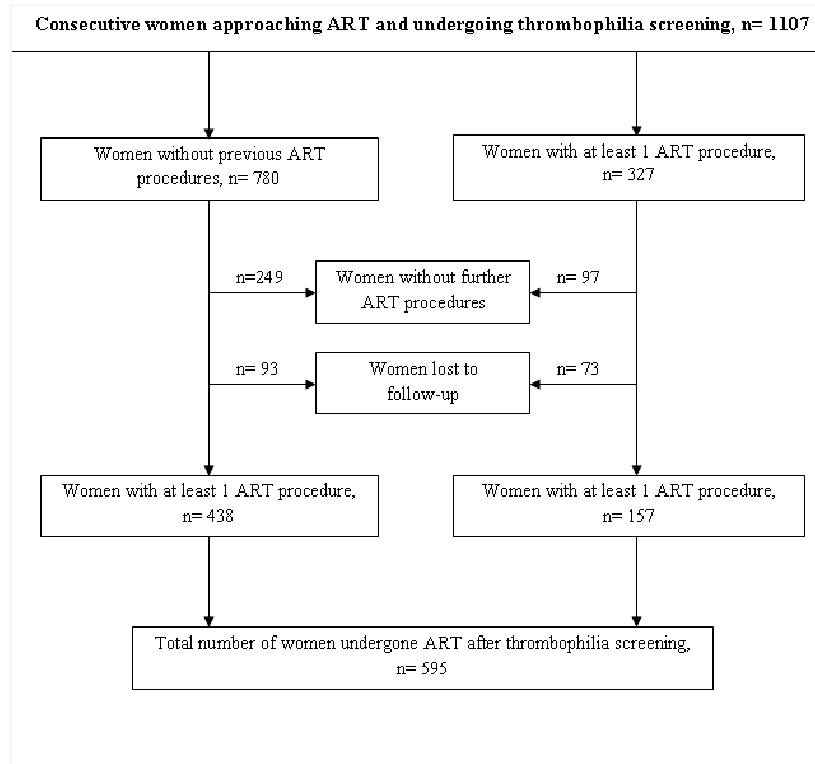 Consecutive women approaching ART and undergoing thrombophilia screening, n= 1107
Women without previous ART
procedures, n= 780
Women with at least 1 ART procedure,
n= 327
n=249
Women without further
ART procedures
n= 97
n= 93
Women lost to
follow-up
n= 73
Women with at least 1 ART procedure,
n= 438
Women with at least 1 ART procedure,
n= 157
Total number of women undergone ART after thrombophilia screening,
n= 595